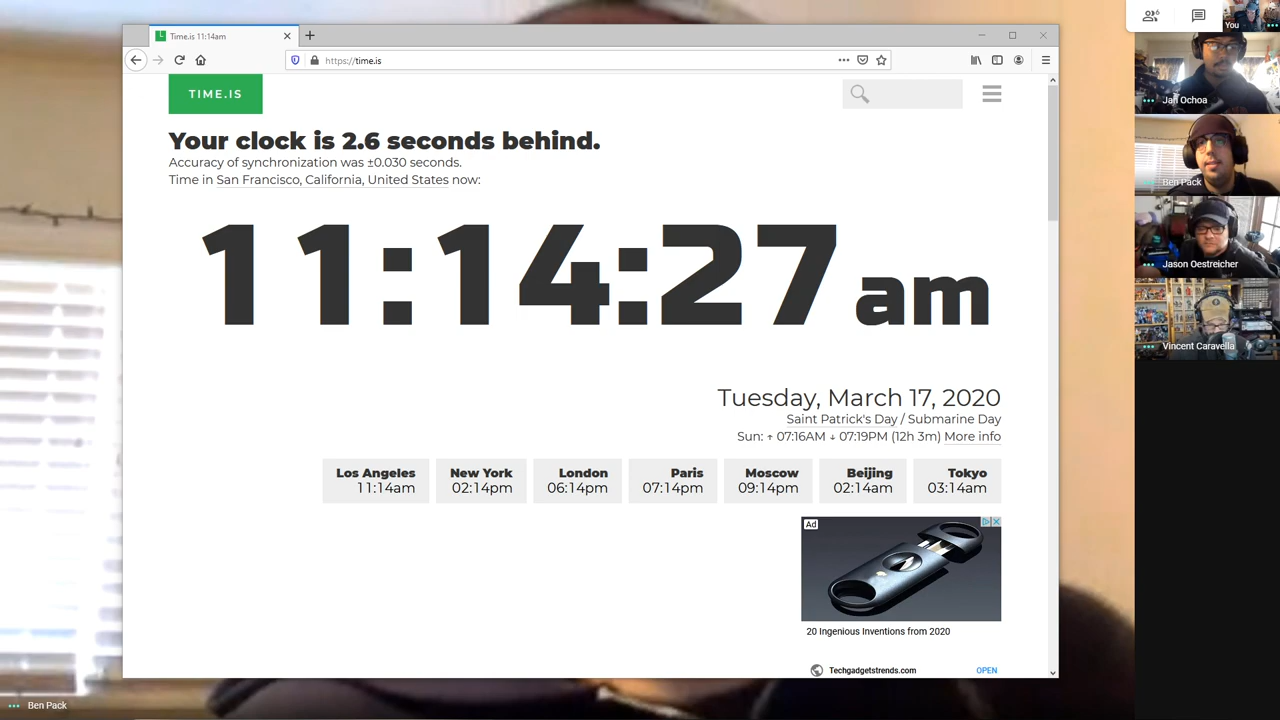 Time.is 11:14am
https://time.is
TIME.IS
Your clock is 2.6 seconds behind.
Accuracy of synchronization was ±0.030 seconds.
Time in San Francisco, California, United States
11:14:27 am
Tuesday, March 17, 2020
Saint Patrick's Day / Submarine Day
Sun: ↑ 07:16AM ↓ 07:19PM (12h 3m) More info
Los Angeles New York London Paris Moscow Beijing Tokyo
11:14am 02:14pm 06:14pm 07:14pm 09:14pm 02:14am 03:14am
Ad
20 Ingenious Inventions from 2020
Techgadgetstrends.com OPEN
6
You
Jan Ochoa
Ben Pack
Jason Oestreicher
Vincent Caravella
Ben Pack